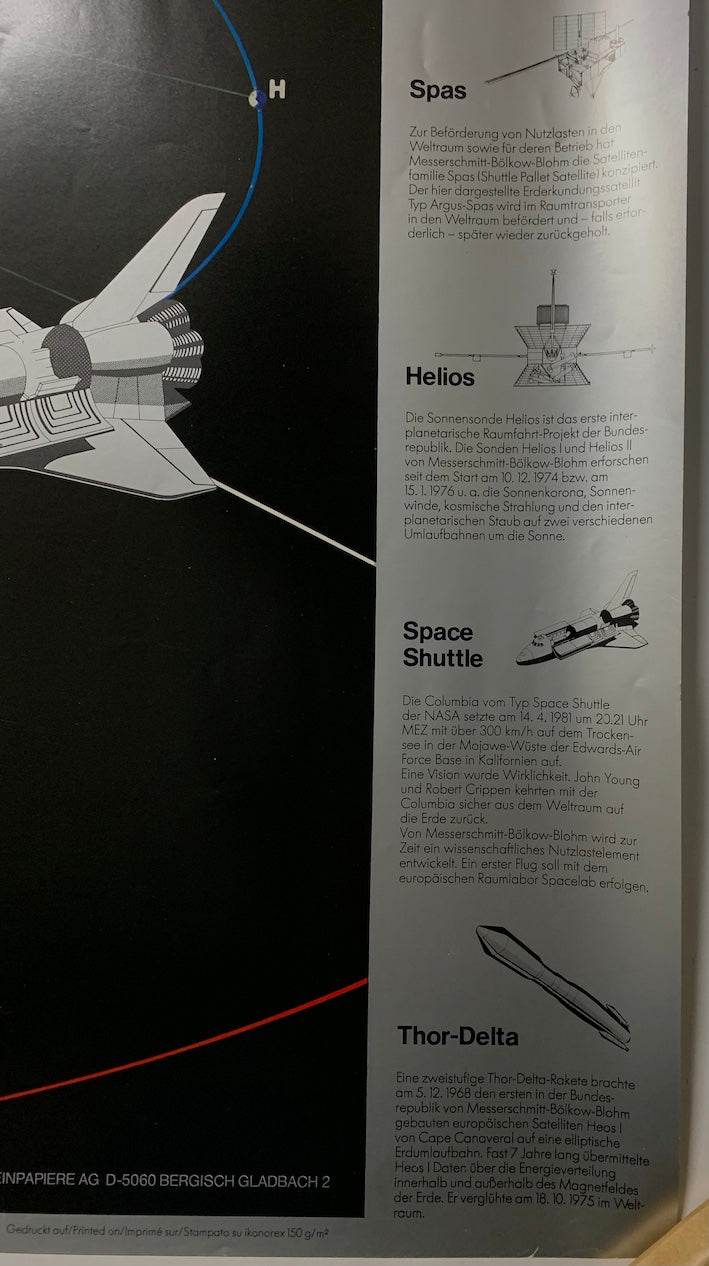 H
Spas
Zur Beförderung von Nutzlasten in den
Weltraum sowie für deren Betrieb hat
Messerschmitt-Bölkow-Blohm die Satelliten-
familie Spas (Shuttle Pallet Satellite) konzipiert.
Der hier dargestellte Erderkundungssatellit
Typ Argus-Spas wird im Raumtransporter
in den Weltraum befördert und – falls erfor-
derlich – später wieder zurückgeholt.
Helios
Die Sonnensonde Helios ist das erste inter-
planetarische Raumfahrt-Projekt der Bundes-
republik. Die Sonden Helios I und Helios II
von Messerschmitt-Bölkow-Blohm erforschen
seit dem Start am 10. 12. 1974 bzw. am
15. 1. 1976 u. a. die Sonnenkorona, Sonnen-
winde, kosmische Strahlung und den inter-
planetarischen Staub auf zwei verschiedenen
Umlaufbahnen um die Sonne.
Space
Shuttle
Die Columbia vom Typ Space Shuttle
der NASA setzte am 14. 4. 1981 um 20.21 Uhr
MEZ mit über 300 km/h auf dem Trocken-
see in der Mojawe-Wüste der Edwards-Air
Force Base in Kalifornien auf.
Eine Vision wurde Wirklichkeit. John Young
und Robert Crippen kehrten mit der
Columbia sicher aus dem Weltraum auf
die Erde zurück.
Von Messerschmitt-Bölkow-Blohm wird zur
Zeit ein wissenschaftliches Nutzlastelement
entwickelt. Ein erster Flug soll mit dem
europäischen Raumlabor Spacelab erfolgen.
Thor-Delta
Eine zweistufige Thor-Delta-Rakete brachte
am 5. 12. 1968 den ersten in der Bundes-
republik von Messerschmitt-Bölkow-Blohm
gebauten europäischen Satelliten Heos I
von Cape Canaveral auf eine elliptische
Erdumlaufbahn. Fast 7 Jahre lang übermittelte
Heos I Daten über die Energieverteilung
innerhalb und außerhalb des Magnetfeldes
der Erde. Er verglühte am 18. 10. 1975 im Welt-
raum.
EINPAPIERE AG D-5060 BERGISCH GLADBACH 2
Gedruckt auf/Printed on/Imprimé sur/Stampato su ikonorex 150 g/m²